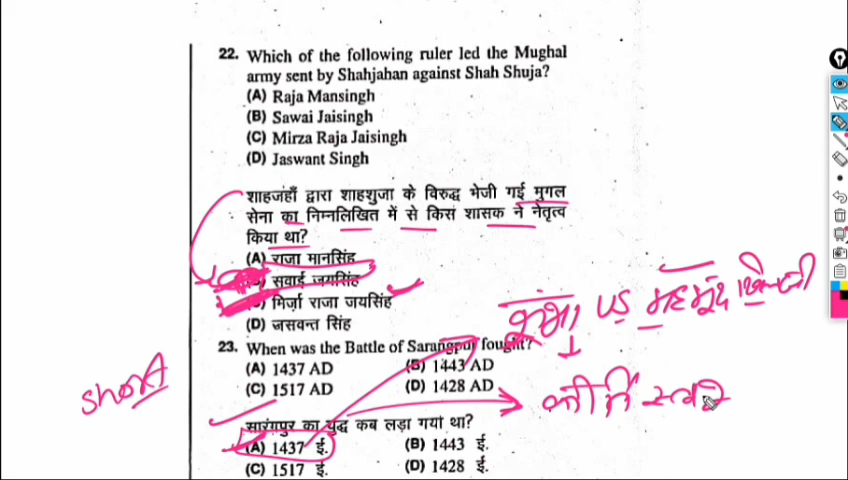 22. Which of the following ruler led the Mughal
army sent by Shahjahan against Shah Shuja?
(A) Raja Mansingh
(B) Sawai Jaisingh
(C) Mirza Raja Jaisingh
(D) Jaswant Singh
शाहजहाँ द्वारा शाहशुजा के विरुद्ध भेजी गई मुगल
सेना का निम्नलिखित में से किस शासक ने नेतृत्व
किया था?
(A) राजा मानसिंह
सवाई जयसिंह
मिर्ज़ा राजा जयसिंह
(D) जसवन्त सिंह
कुंभा VS महमूद खिलजी
23. When was the Battle of Sarangpur fought?
(A) 1437 AD (B) 1443 AD
(C) 1517 AD (D) 1428 AD
short
कीर्ति स्तंभ
सारंगपुर का युद्ध कब लड़ा गया था?
(A) 1437 ई. (B) 1443 ई.
(C) 1517 ई. (D) 1428 ई.